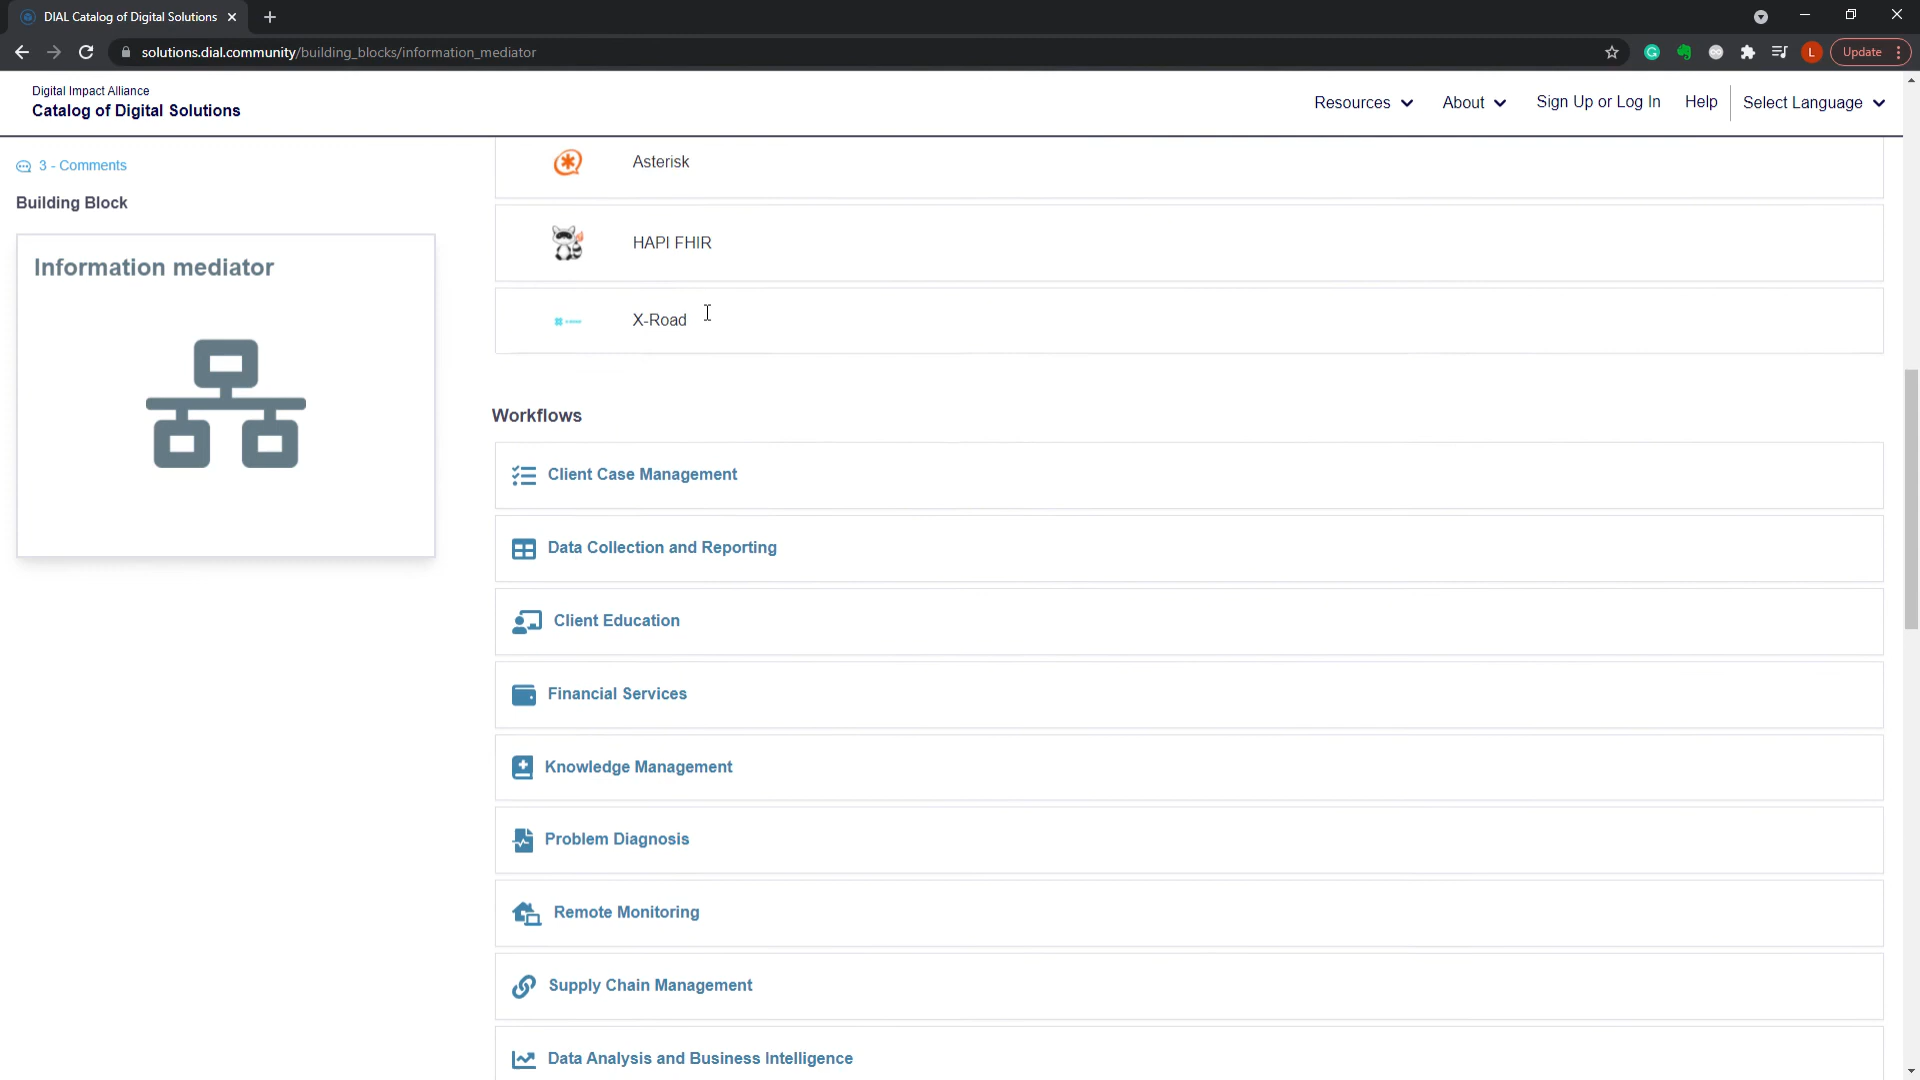 DIAL Catalog of Digital Solutions
solutions.dial.community/building_blocks/information_mediator
L
Update
Digital Impact Alliance
Catalog of Digital Solutions
Resources
About
Sign Up or Log In
Help
Select Language
3 - Comments
Building Block
Information mediator
Asterisk
HAPI FHIR
X-Road
Workflows
Client Case Management
Data Collection and Reporting
Client Education
Financial Services
Knowledge Management
Problem Diagnosis
Remote Monitoring
Supply Chain Management
Data Analysis and Business Intelligence